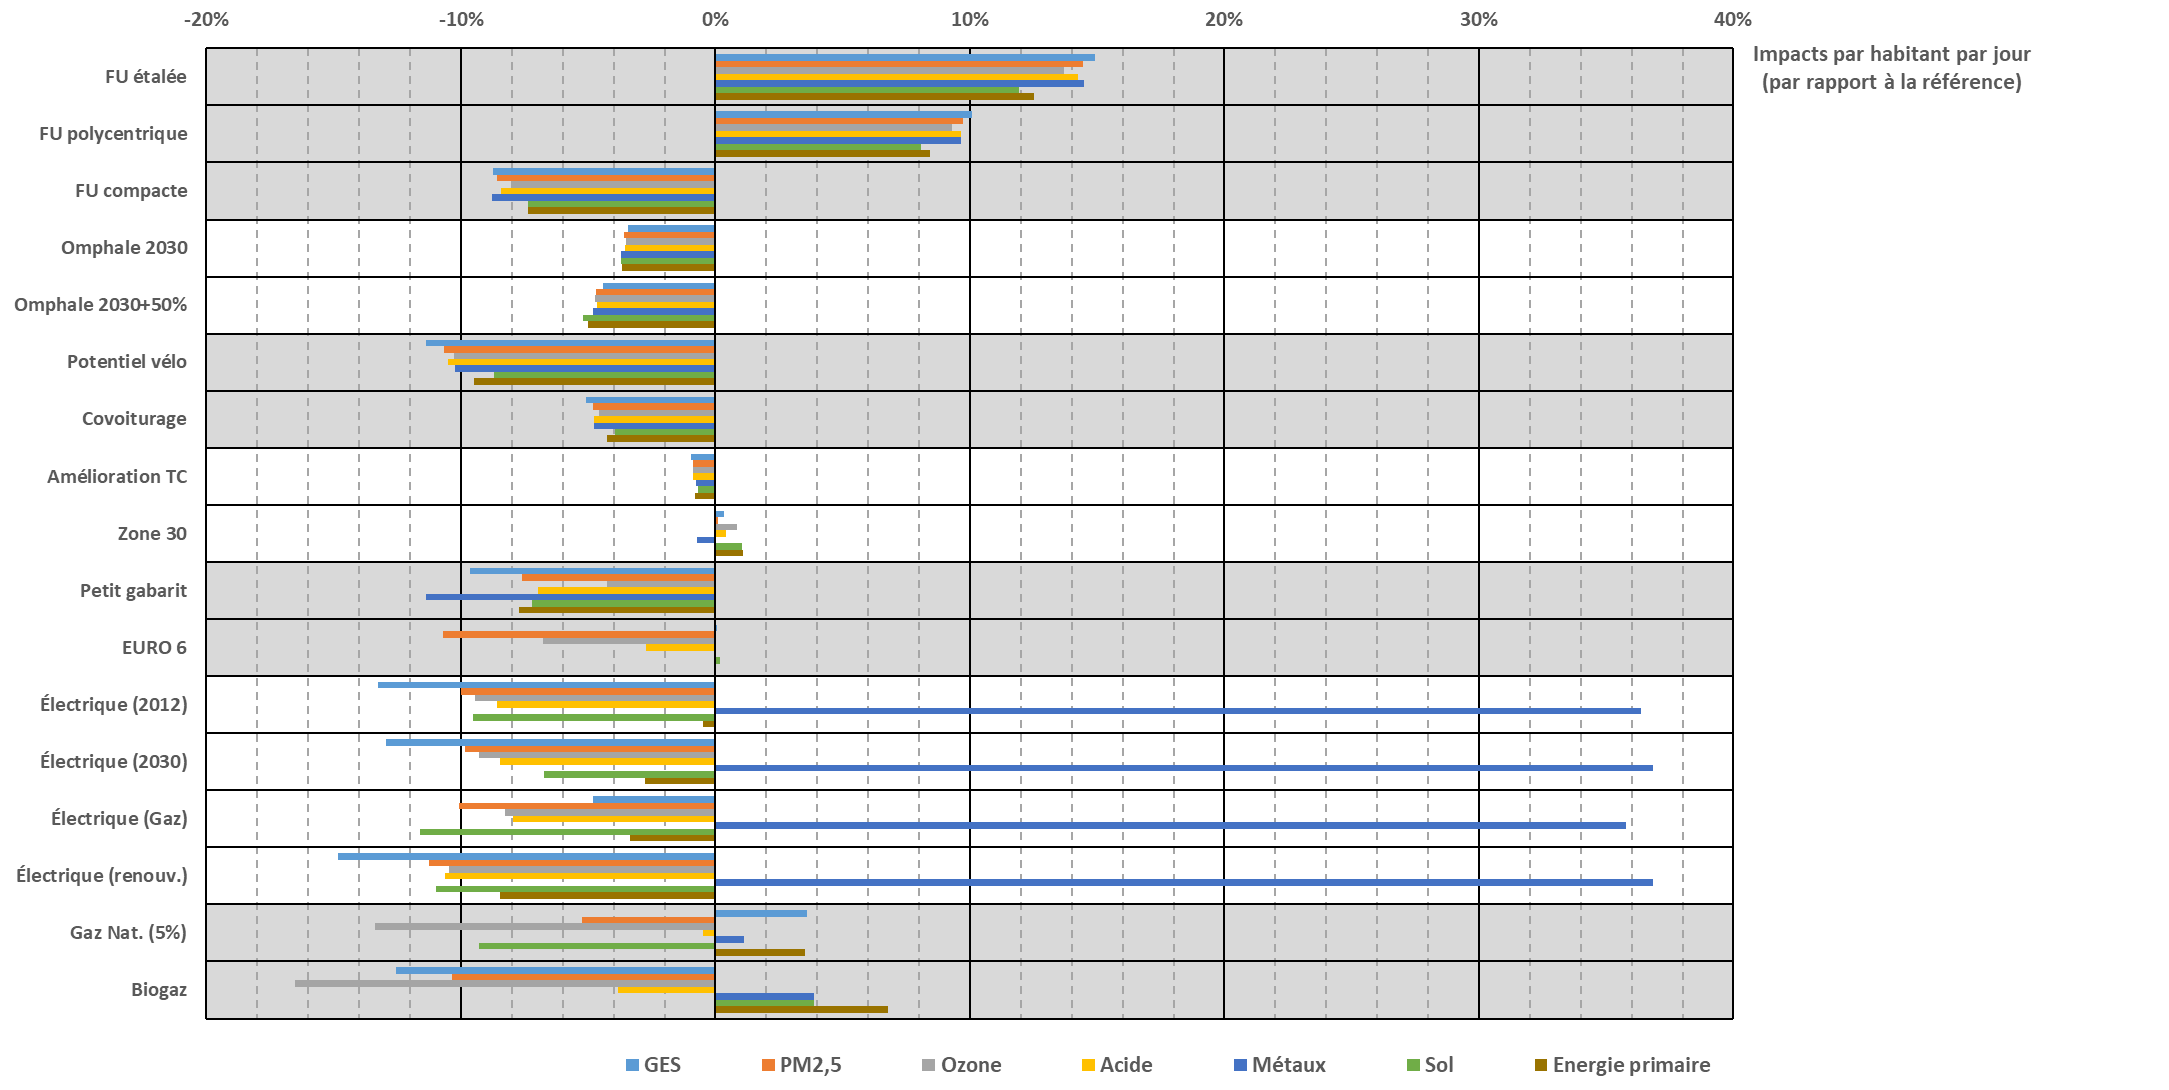 -20% -10% 0% 10% 20% 30% 40%
Impacts par habitant par jour
(par rapport à la référence)
FU étalée
FU polycentrique
FU compacte
Omphale 2030
Omphale 2030+50%
Potentiel vélo
Covoiturage
Amélioration TC
Zone 30
Petit gabarit
EURO 6
Électrique (2012)
Électrique (2030)
Électrique (Gaz)
Électrique (renouv.)
Gaz Nat. (5%)
Biogaz
GES PM2,5 Ozone Acide Métaux Sol Energie primaire